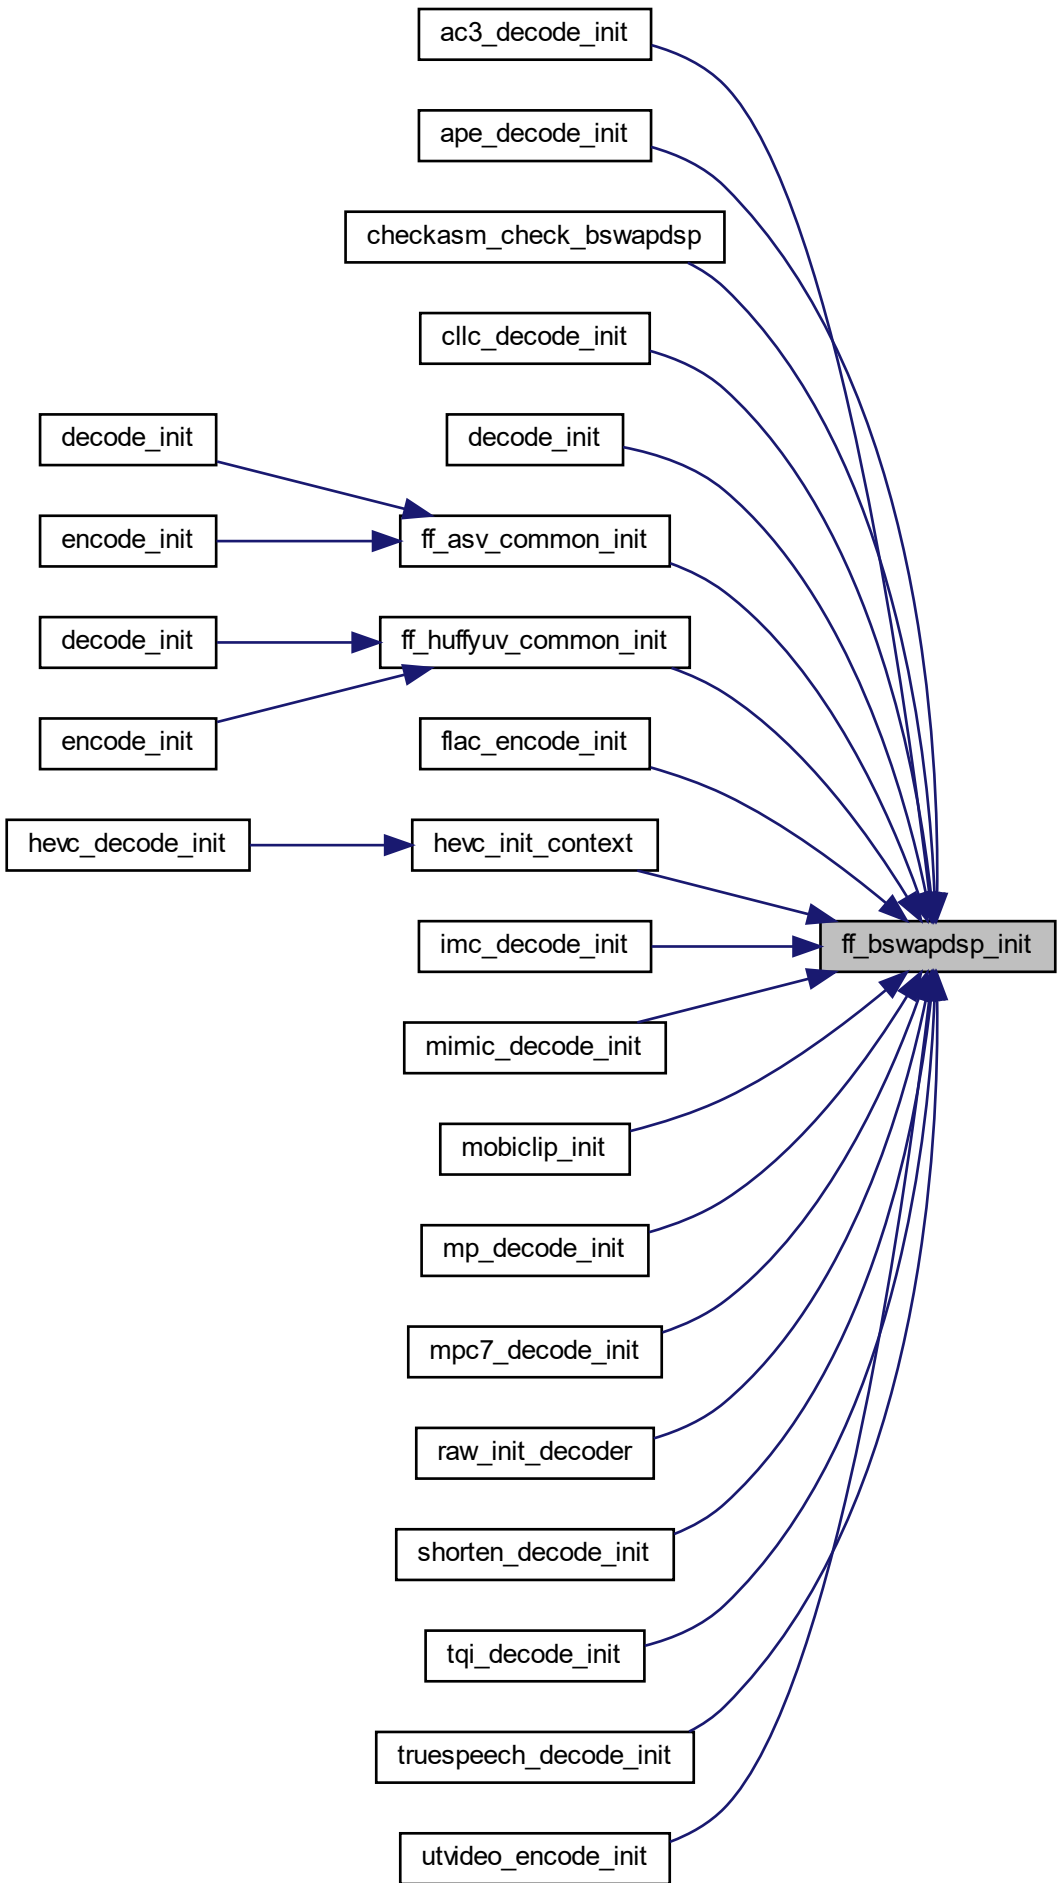 ac3_decode_init
ape_decode_init
checkasm_check_bswapdsp
cllc_decode_init
decode_init
decode_init
ff_asv_common_init
encode_init
ff_huffyuv_common_init
decode_init
flac_encode_init
encode_init
hevc_init_context
hevc_decode_init
imc_decode_init
ff_bswapdsp_init
mimic_decode_init
mobiclip_init
mp_decode_init
mpc7_decode_init
raw_init_decoder
shorten_decode_init
tqi_decode_init
truespeech_decode_init
utvideo_encode_init